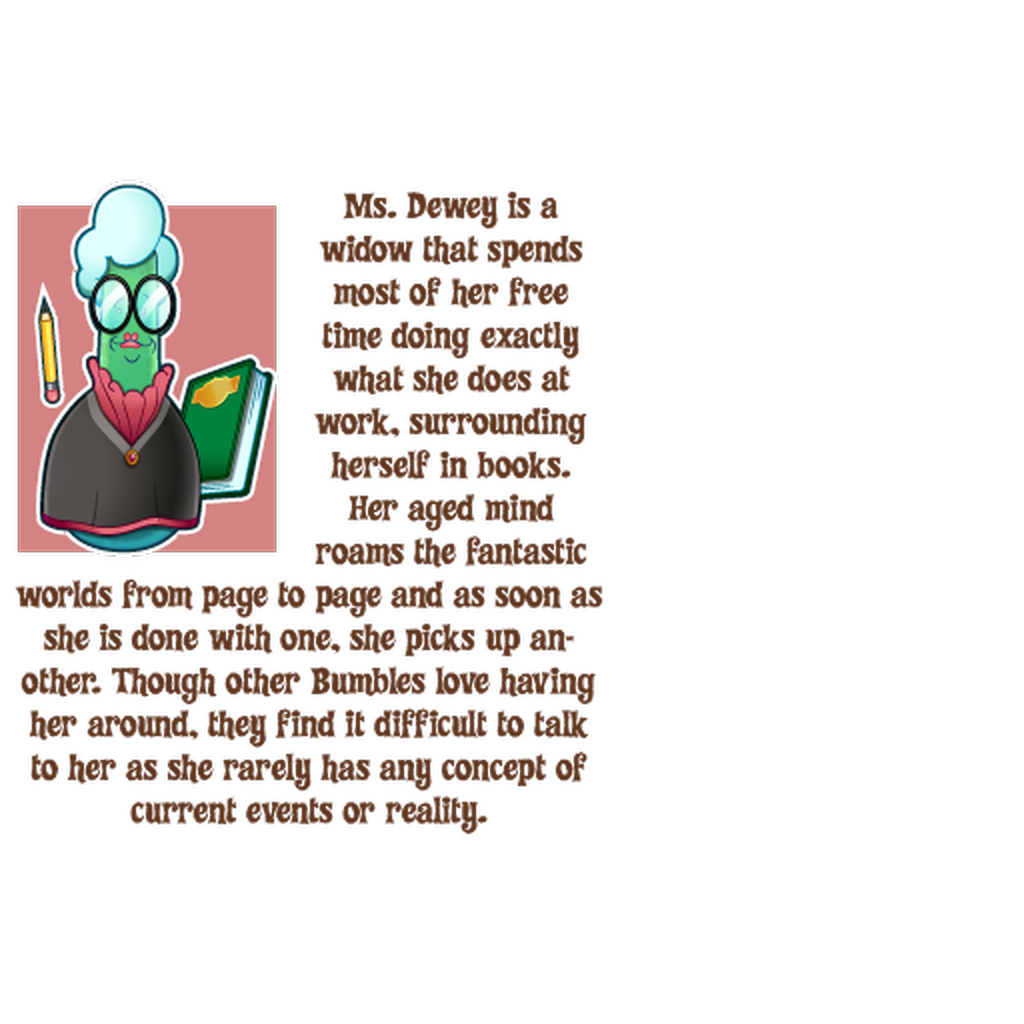 Ms. Dewey is a
widow that spends
most of her free
time doing exactly
what she does at
work, surrounding
herself in books.
Her aged mind
roams the fantastic
worlds from page to page and as soon as
she is done with one, she picks up an-
other. Though other Bumbles love having
her around, they find it difficult to talk
to her as she rarely has any concept of
current events or reality.